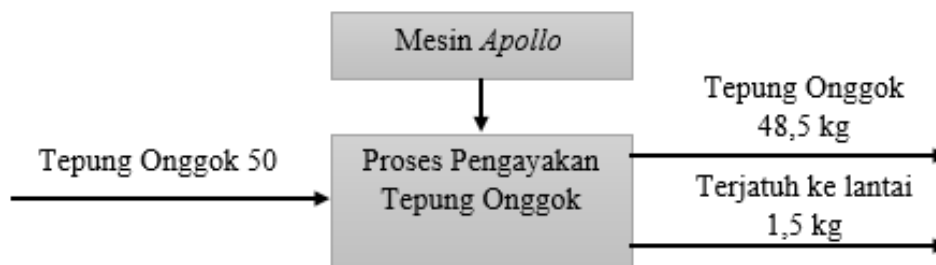 Mesin Apollo
Tepung Onggok 50
Proses Pengayakan
Tepung Onggok
Tepung Onggok
48,5 kg
Terjatuh ke lantai
1,5 kg